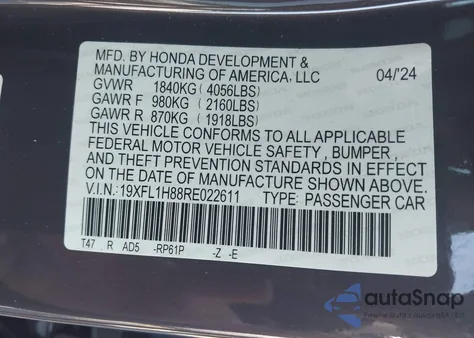 MFD. BY HONDA DEVELOPMENT &
MANUFACTURING OF AMERICA, LLC 04/24
GVWR 1840KG (4056LBS)
GAWR F 980KG (2160LBS)
GAWR R 870KG (1918LBS)
THIS VEHICLE CONFORMS TO ALL APPLICABLE
FEDERAL MOTOR VEHICLE SAFETY , BUMPER ,
AND THEFT PREVENTION STANDARDS IN EFFECT
ON THE DATE OF MANUFACTURE SHOWN ABOVE.
V.I.N.:19XFL1H88RE022611 TYPE: PASSENGER CAR
T47 . R AD5 -RP61P -Z -E
autoSnap